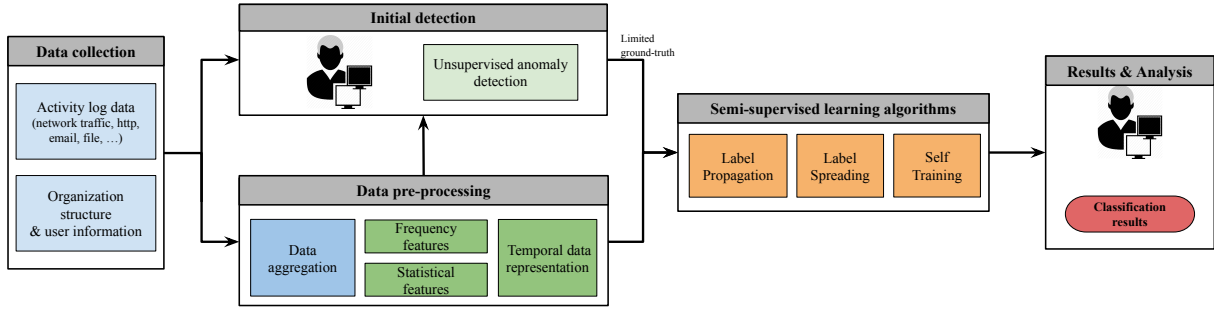 Data collection
Activity log data
(network traffic, http,
email, file, …)
Organization
structure
& user information
Initial detection
Unsupervised anomaly
detection
Limited
ground-truth
Data pre-processing
Data
aggregation
Frequency
features
Statistical
features
Temporal data
representation
Semi-supervised learning algorithms
Label
Propagation
Label
Spreading
Self
Training
Results & Analysis
Classification
results